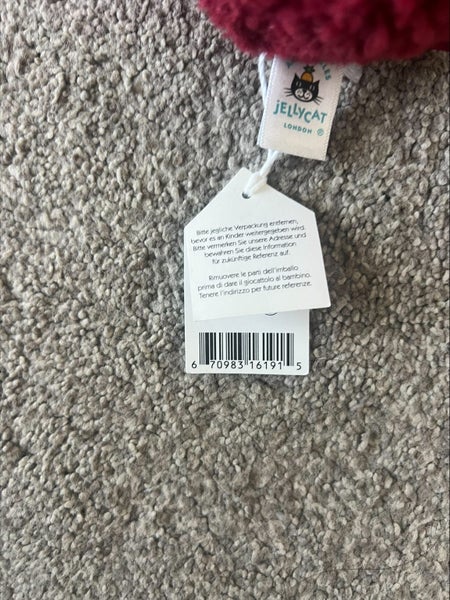 jELLYCAT
LONDON ®
Bitte jegliche Verpackung entfernen,
bevor es an Kinder weitergegeben wird.
Bitte vermerken Sie unsere Adresse und
bewahren Sie diese Information
für zukünftige Referenz auf.
Rimuovere le parti dell'imballo
prima di dare il giocattolo al bambino.
Tenere l'indirizzo per future referenze.
6 70983 16191 5